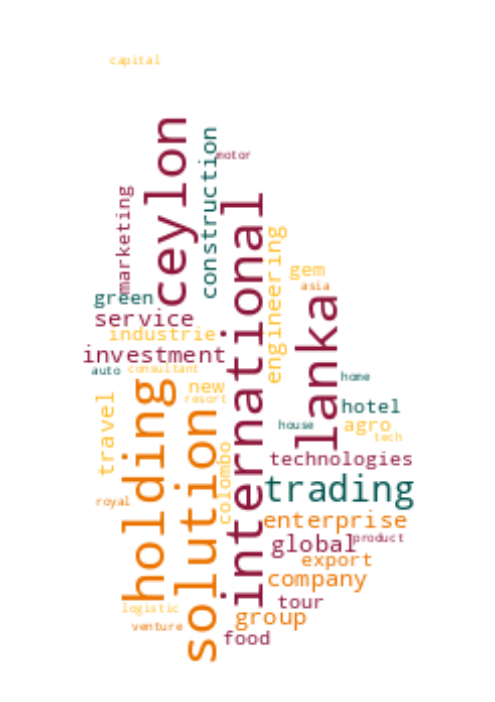 capital
ceylon
construction
motor
marketing
international
engineering
gem
asia
green
lanka
service
industrie
investment
auto
consultant
home
holding
new
resort
travel
solution
hotel
agro
house
tech
colombo
technologies
trading
royal
enterprise
global
product
export
company
logistic
tour
group
venture
food